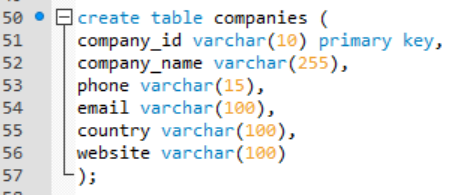 50 create table companies (
51 company_id varchar(10) primary key,
52 company_name varchar(255),
53 phone varchar(15),
54 email varchar(100),
55 country varchar(100),
56 website varchar(100)
57 );